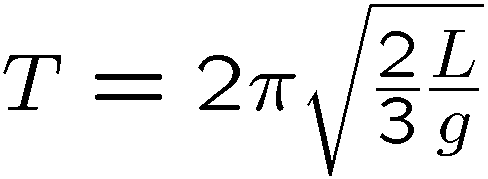 T = 2π√(2/3 L/g)